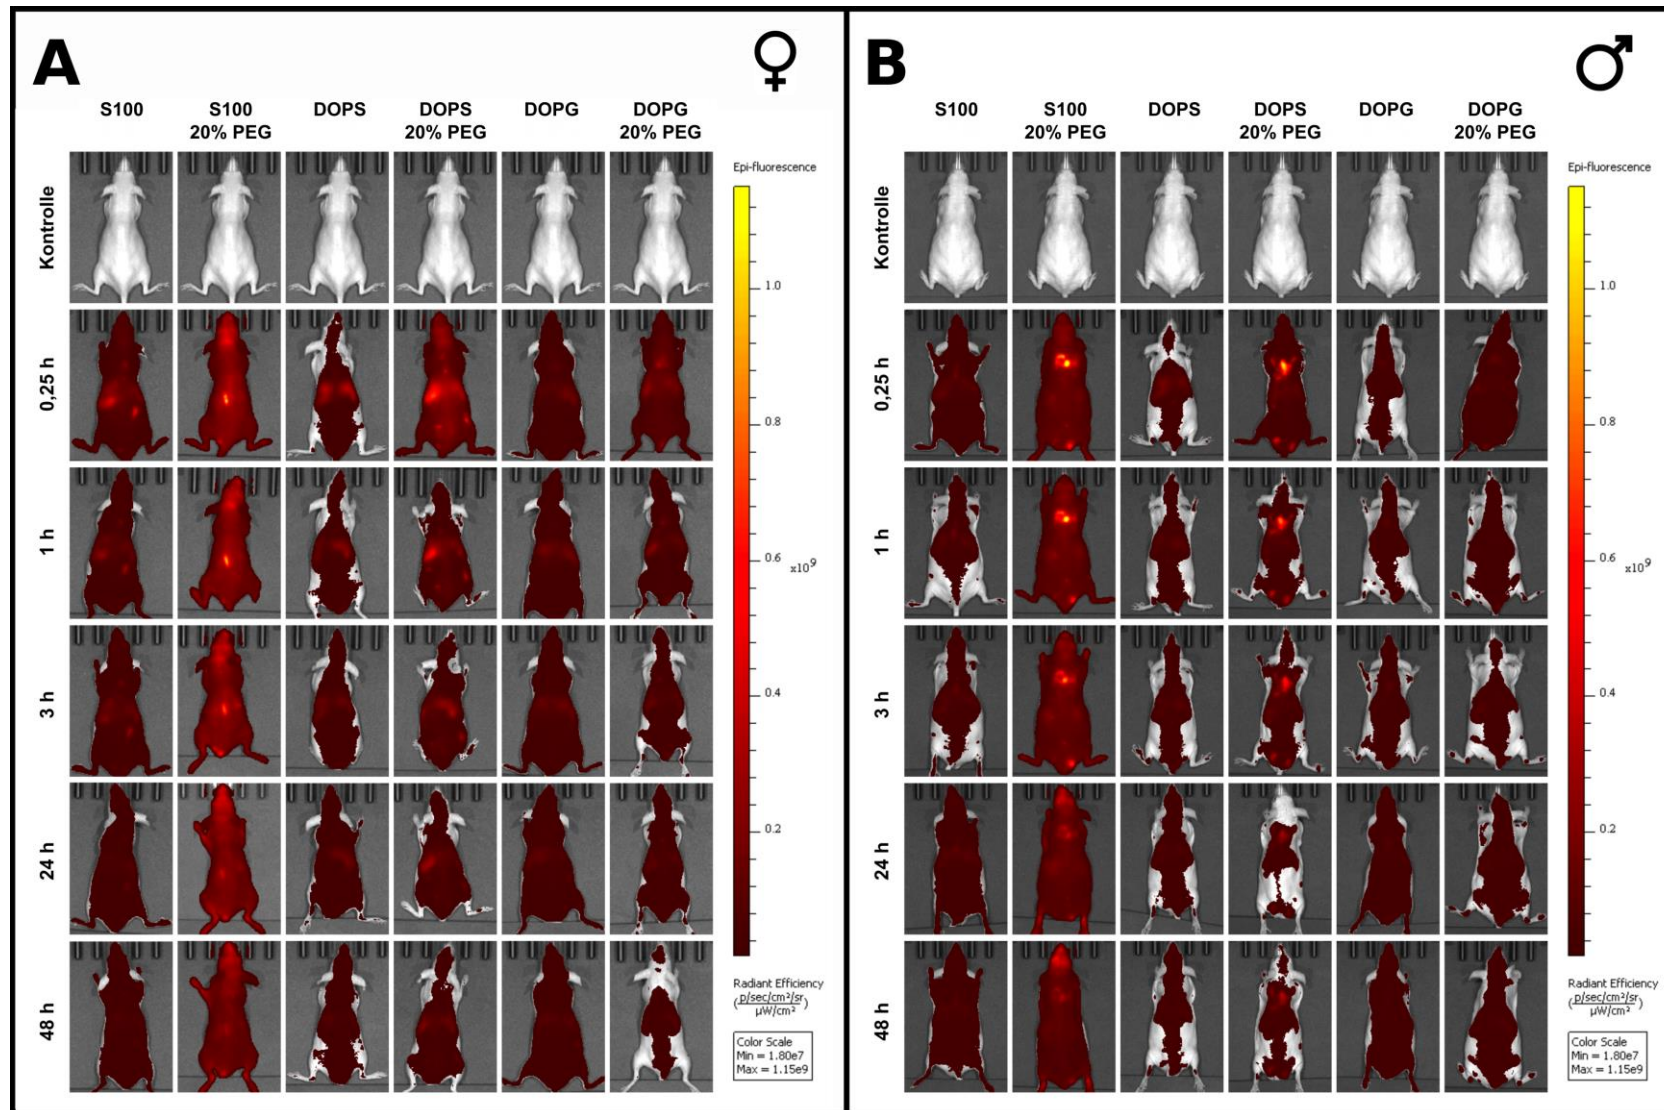 A
♀
S100
S100
20% PEG
DOPS
DOPS
20% PEG
DOPG
DOPG
20% PEG
Kontrolle
0,25 h
1 h
3 h
24 h
48 h
Epi-fluorescence
1.0
0.8
0.6
x10⁹
0.4
0.2
Radiant Efficiency
(p/sec/cm²/sr
µW/cm²)
Color Scale
Min = 1.80e7
Max = 1.15e9
B
♂
S100
S100
20% PEG
DOPS
DOPS
20% PEG
DOPG
DOPG
20% PEG
Kontrolle
0,25 h
1 h
3 h
24 h
48 h
Epi-fluorescence
1.0
0.8
0.6
x10⁹
0.4
0.2
Radiant Efficiency
(p/sec/cm²/sr
µW/cm²)
Color Scale
Min = 1.80e7
Max = 1.15e9